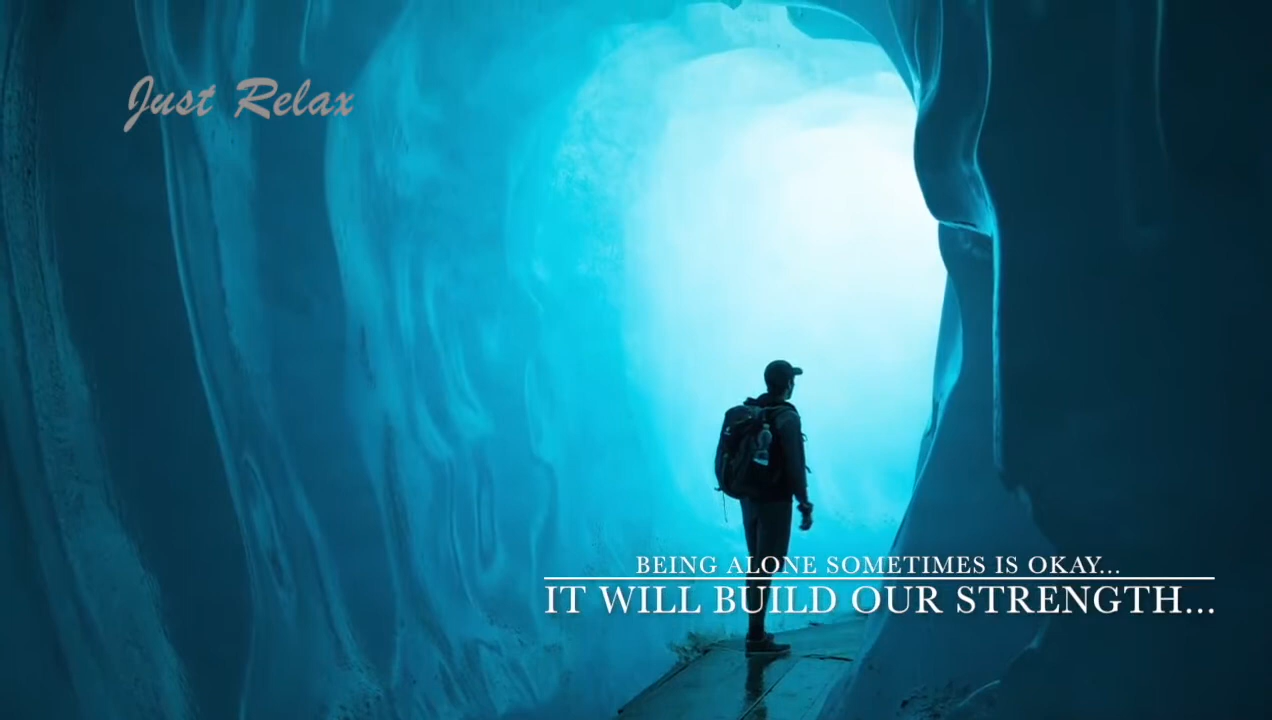 Just Relax
BEING ALONE SOMETIMES IS OKAY...
IT WILL BUILD OUR STRENGTH...